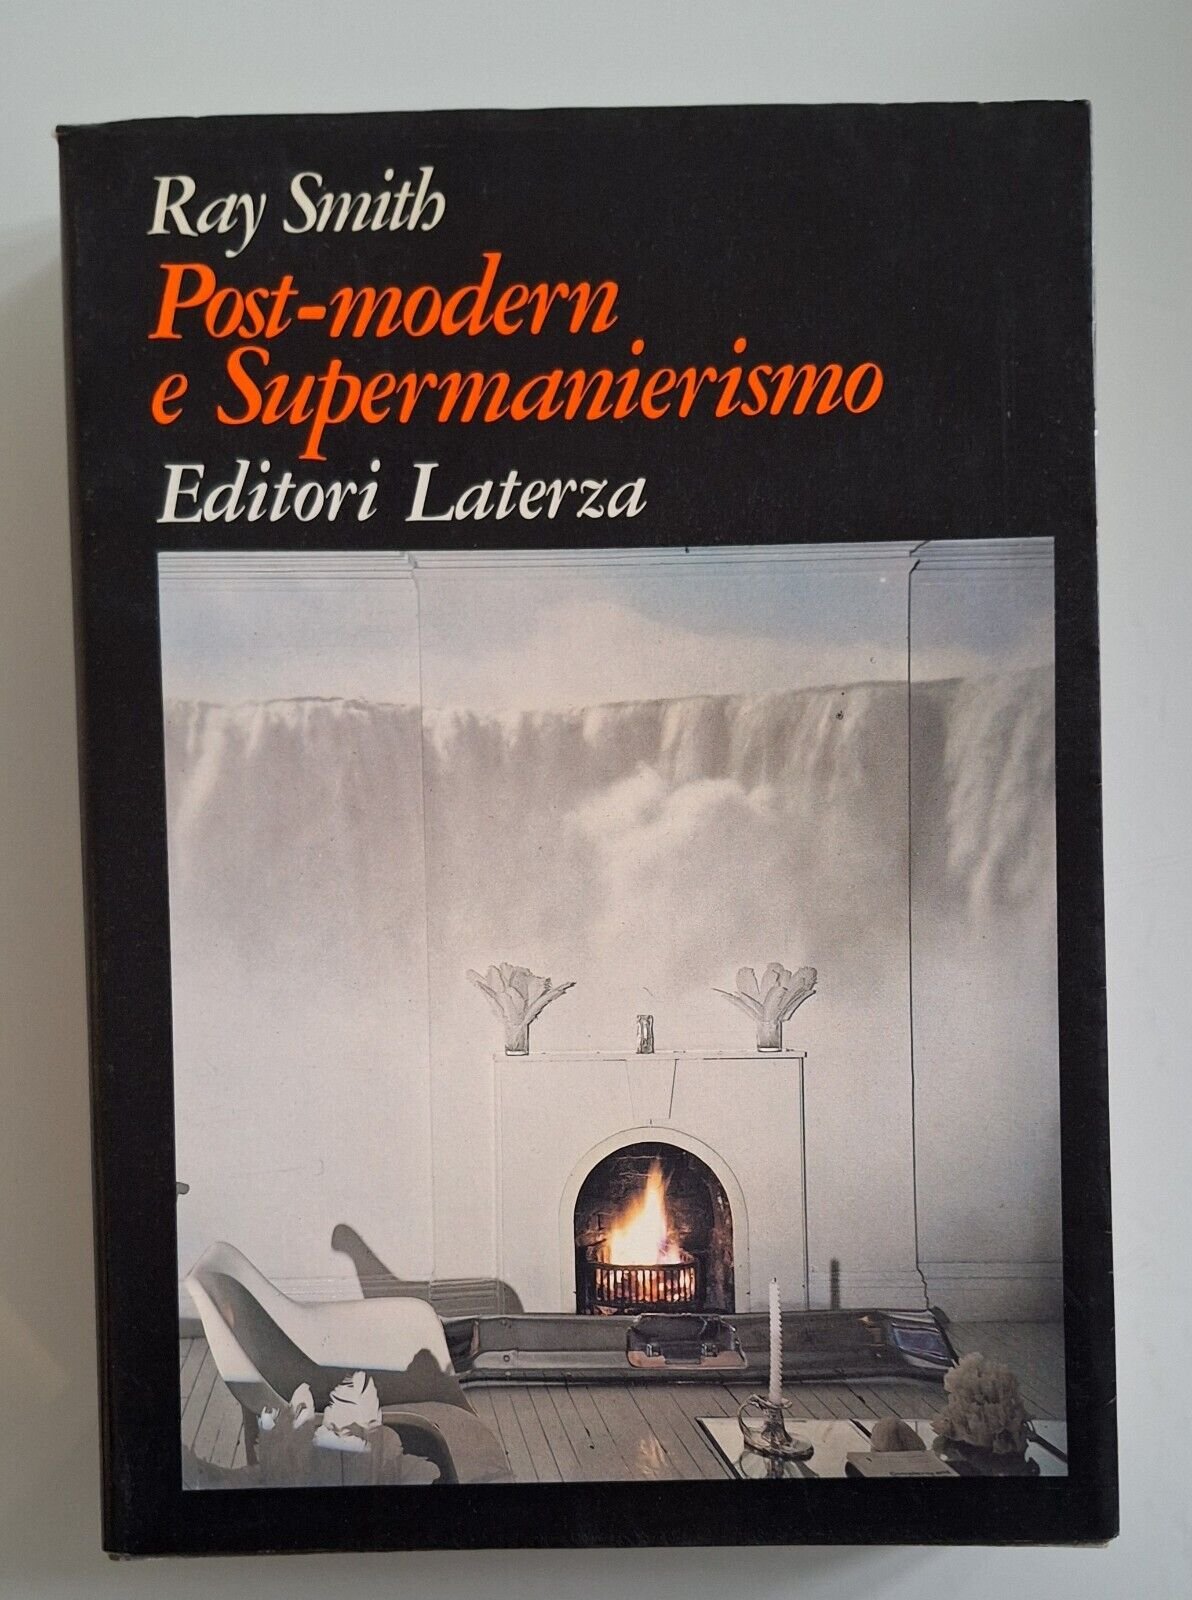 Ray Smith
Post-modern
e Supermanierismo
Editori Laterza